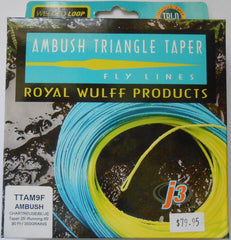 WELDED LOOP
AMBUSH TRIANGLE TAPER
FLY LINES
ROYAL WULFF PRODUCTS
TTAM9F
AMBUSH
j3
$79.95